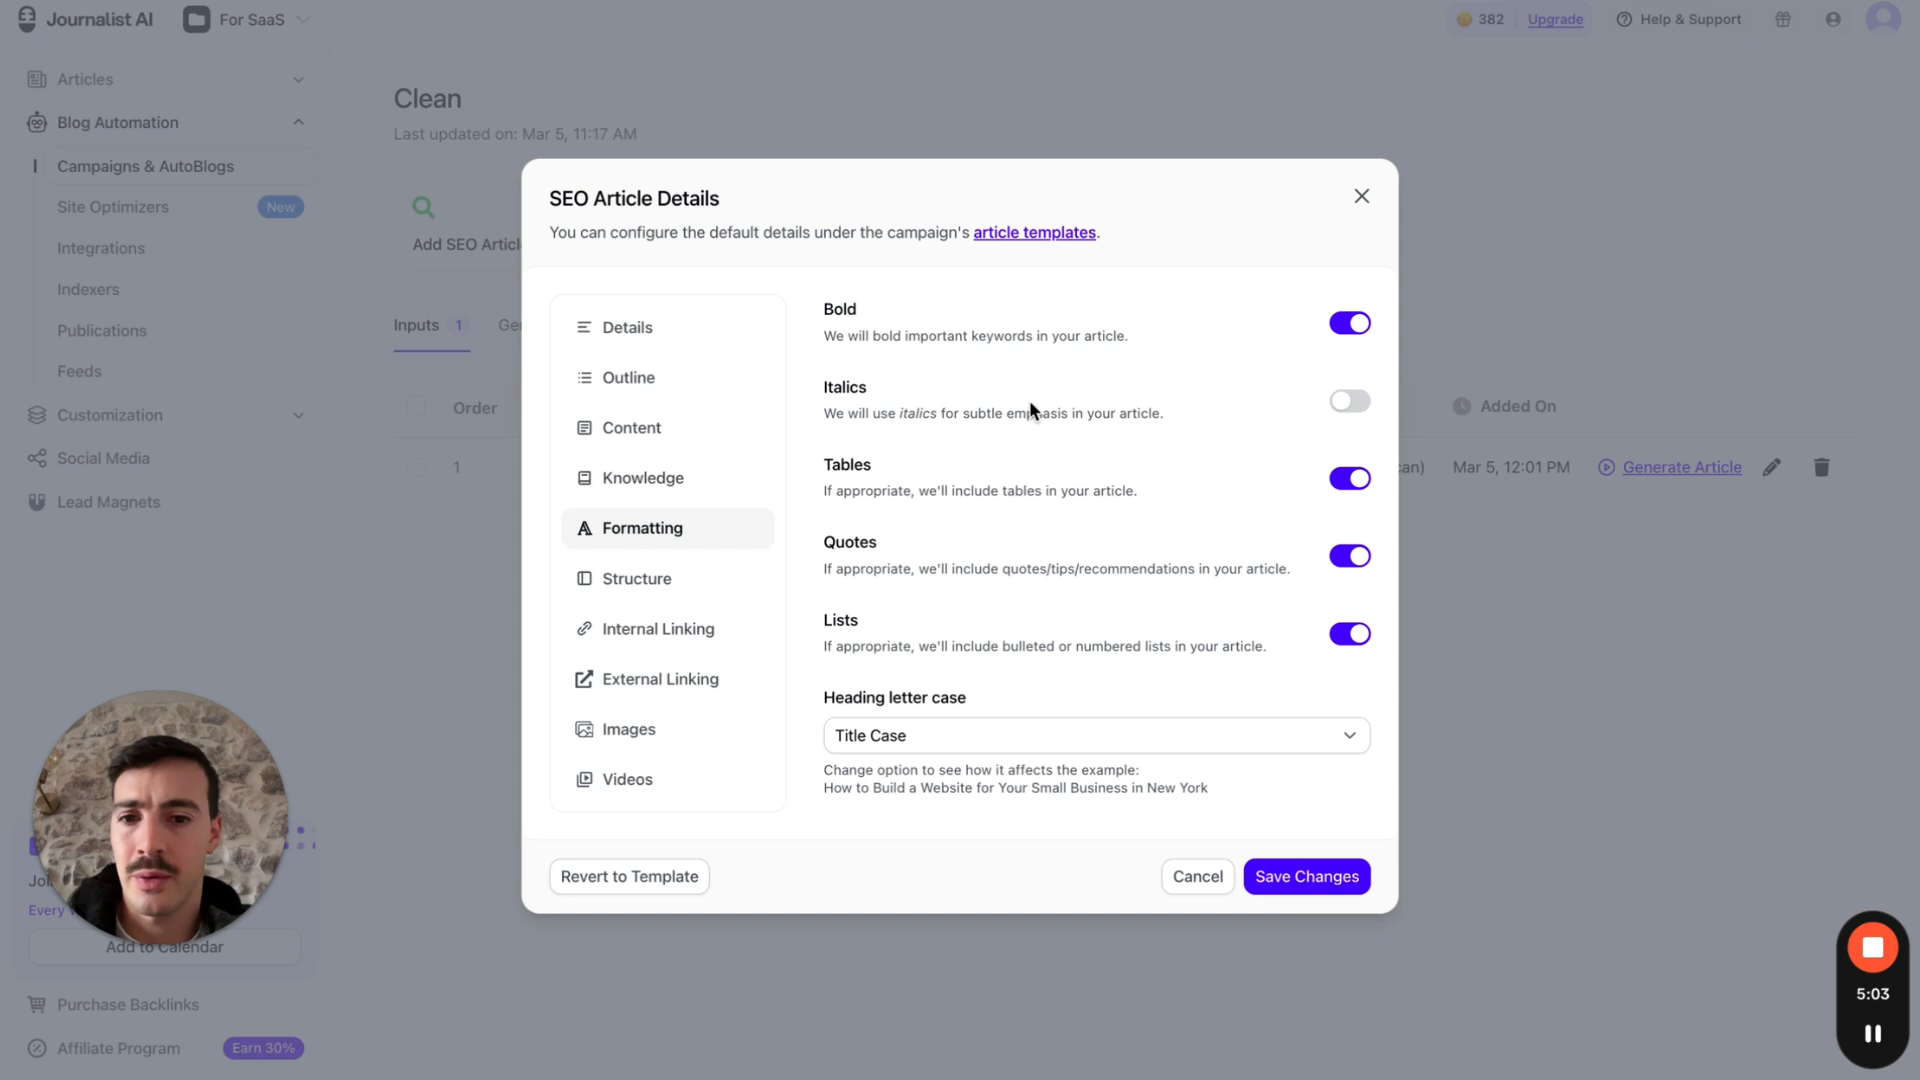 Journalist AI
For SaaS
382
Upgrade
Help & Support
Articles
Blog Automation
Campaigns & AutoBlogs
Site Optimizers
New
Integrations
Indexers
Publications
Feeds
Customization
Social Media
Lead Magnets
Every
Add to Calendar
Purchase Backlinks
Affiliate Program
Earn 30%
Clean
Last updated on: Mar 5, 11:17 AM
Add SEO Articl
Inputs 1
Order
Added On
1
Mar 5, 12:01 PM
Generate Article
SEO Article Details
You can configure the default details under the campaign's article templates.
Details
Outline
Content
Knowledge
Formatting
Structure
Internal Linking
External Linking
Images
Videos
Bold
We will bold important keywords in your article.
Italics
We will use italics for subtle emphasis in your article.
Tables
If appropriate, we'll include tables in your article.
Quotes
If appropriate, we'll include quotes/tips/recommendations in your article.
Lists
If appropriate, we'll include bulleted or numbered lists in your article.
Heading letter case
Title Case
Change option to see how it affects the example:
How to Build a Website for Your Small Business in New York
Revert to Template
Cancel
Save Changes
5:03